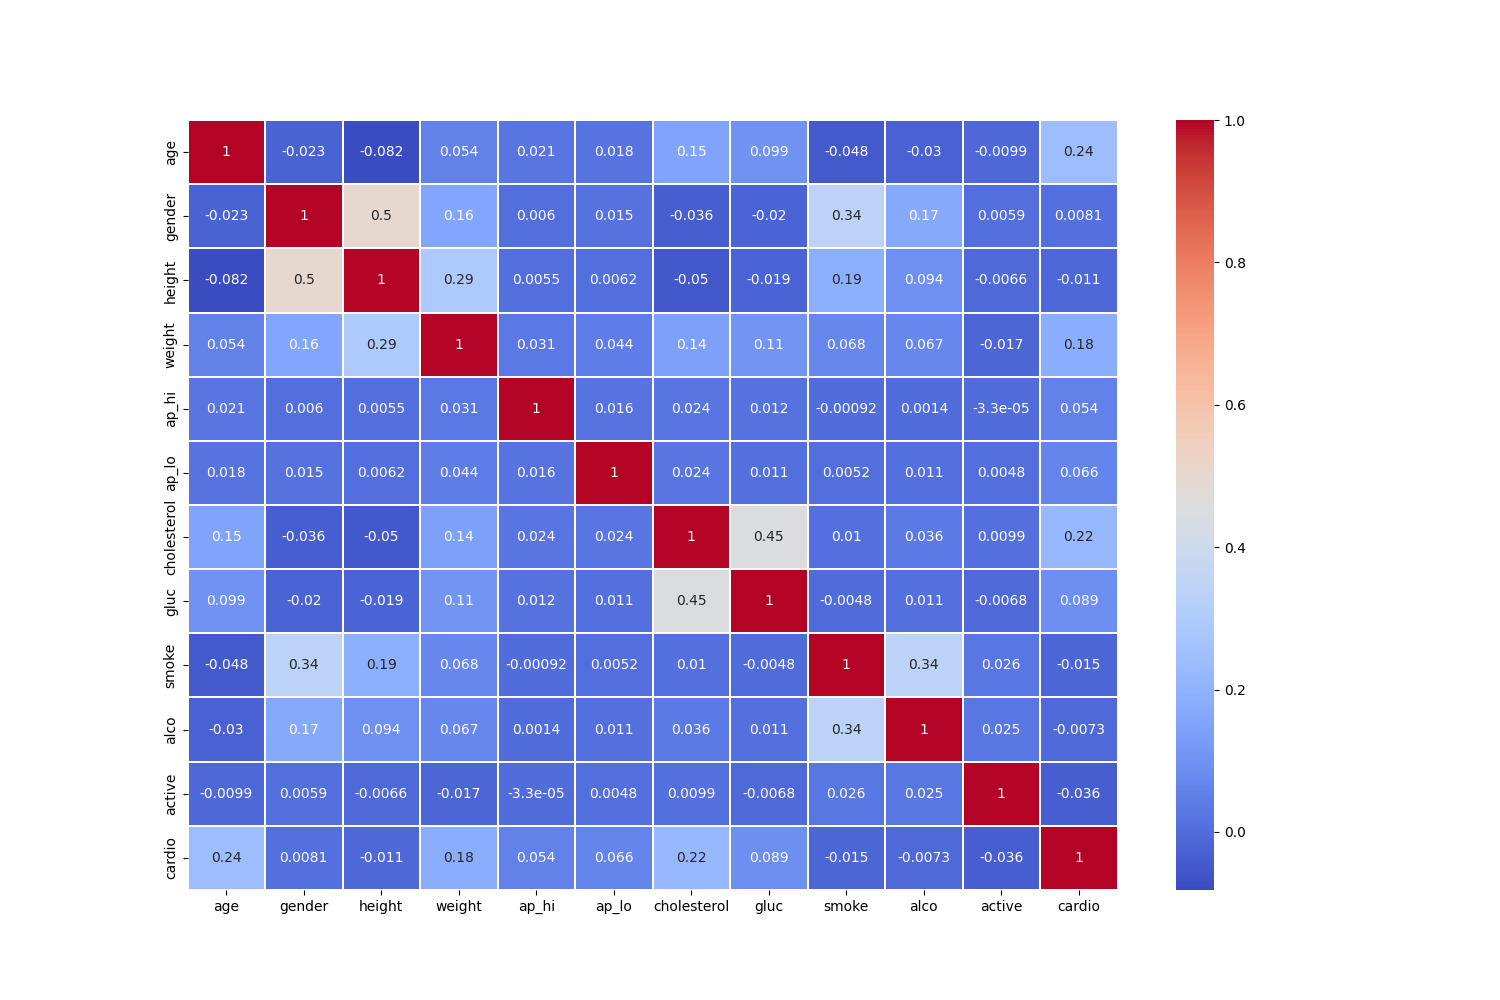 1.0
age 1 -0.023 -0.082 0.054 0.021 0.018 0.15 0.099 -0.048 -0.03 -0.0099 0.24
gender -0.023 1 0.5 0.16 0.006 0.015 -0.036 -0.02 0.34 0.17 0.0059 0.0081
0.8
height -0.082 0.5 1 0.29 0.0055 0.0062 -0.05 -0.019 0.19 0.094 -0.0066 -0.011
weight 0.054 0.16 0.29 1 0.031 0.044 0.14 0.11 0.068 0.067 -0.017 0.18
0.6
ap_hi 0.021 0.006 0.0055 0.031 1 0.016 0.024 0.012 -0.00092 0.0014 -3.3e-05 0.054
ap_lo 0.018 0.015 0.0062 0.044 0.016 1 0.024 0.011 0.0052 0.011 0.0048 0.066
cholesterol 0.15 -0.036 -0.05 0.14 0.024 0.024 1 0.45 0.01 0.036 0.0099 0.22
0.4
gluc 0.099 -0.02 -0.019 0.11 0.012 0.011 0.45 1 -0.0048 0.011 -0.0068 0.089
smoke -0.048 0.34 0.19 0.068 -0.00092 0.0052 0.01 -0.0048 1 0.34 0.026 -0.015
0.2
alco -0.03 0.17 0.094 0.067 0.0014 0.011 0.036 0.011 0.34 1 0.025 -0.0073
active -0.0099 0.0059 -0.0066 -0.017 -3.3e-05 0.0048 0.0099 -0.0068 0.026 0.025 1 -0.036
0.0
cardio 0.24 0.0081 -0.011 0.18 0.054 0.066 0.22 0.089 -0.015 -0.0073 -0.036 1
age gender height weight ap_hi ap_lo cholesterol gluc smoke alco active cardio